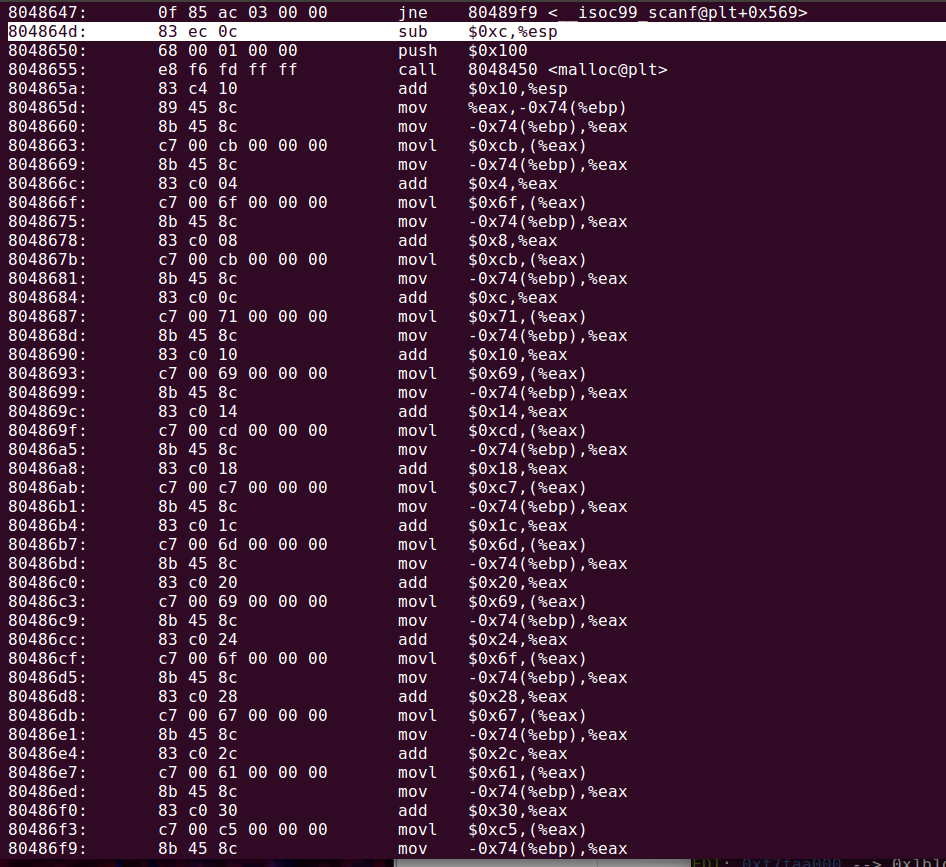 8048647: 0f 85 ac 03 00 00 jne 80489f9 <__isoc99_scanf@plt+0x569>
804864d: 83 ec 0c sub $0xc,%esp
8048650: 68 00 01 00 00 push $0x100
8048655: e8 f6 fd ff ff call 8048450 <malloc@plt>
804865a: 83 c4 10 add $0x10,%esp
804865d: 89 45 8c mov %eax,-0x74(%ebp)
8048660: 8b 45 8c mov -0x74(%ebp),%eax
8048663: c7 00 cb 00 00 00 movl $0xcb,(%eax)
8048669: 8b 45 8c mov -0x74(%ebp),%eax
804866c: 83 c0 04 add $0x4,%eax
804866f: c7 00 6f 00 00 00 movl $0x6f,(%eax)
8048675: 8b 45 8c mov -0x74(%ebp),%eax
8048678: 83 c0 08 add $0x8,%eax
804867b: c7 00 cb 00 00 00 movl $0xcb,(%eax)
8048681: 8b 45 8c mov -0x74(%ebp),%eax
8048684: 83 c0 0c add $0xc,%eax
8048687: c7 00 71 00 00 00 movl $0x71,(%eax)
804868d: 8b 45 8c mov -0x74(%ebp),%eax
8048690: 83 c0 10 add $0x10,%eax
8048693: c7 00 69 00 00 00 movl $0x69,(%eax)
8048699: 8b 45 8c mov -0x74(%ebp),%eax
804869c: 83 c0 14 add $0x14,%eax
804869f: c7 00 cd 00 00 00 movl $0xcd,(%eax)
80486a5: 8b 45 8c mov -0x74(%ebp),%eax
80486a8: 83 c0 18 add $0x18,%eax
80486ab: c7 00 c7 00 00 00 movl $0xc7,(%eax)
80486b1: 8b 45 8c mov -0x74(%ebp),%eax
80486b4: 83 c0 1c add $0x1c,%eax
80486b7: c7 00 6d 00 00 00 movl $0x6d,(%eax)
80486bd: 8b 45 8c mov -0x74(%ebp),%eax
80486c0: 83 c0 20 add $0x20,%eax
80486c3: c7 00 69 00 00 00 movl $0x69,(%eax)
80486c9: 8b 45 8c mov -0x74(%ebp),%eax
80486cc: 83 c0 24 add $0x24,%eax
80486cf: c7 00 6f 00 00 00 movl $0x6f,(%eax)
80486d5: 8b 45 8c mov -0x74(%ebp),%eax
80486d8: 83 c0 28 add $0x28,%eax
80486db: c7 00 67 00 00 00 movl $0x67,(%eax)
80486e1: 8b 45 8c mov -0x74(%ebp),%eax
80486e4: 83 c0 2c add $0x2c,%eax
80486e7: c7 00 61 00 00 00 movl $0x61,(%eax)
80486ed: 8b 45 8c mov -0x74(%ebp),%eax
80486f0: 83 c0 30 add $0x30,%eax
80486f3: c7 00 c5 00 00 00 movl $0xc5,(%eax)
80486f9: 8b 45 8c mov -0x74(%ebp),%eax